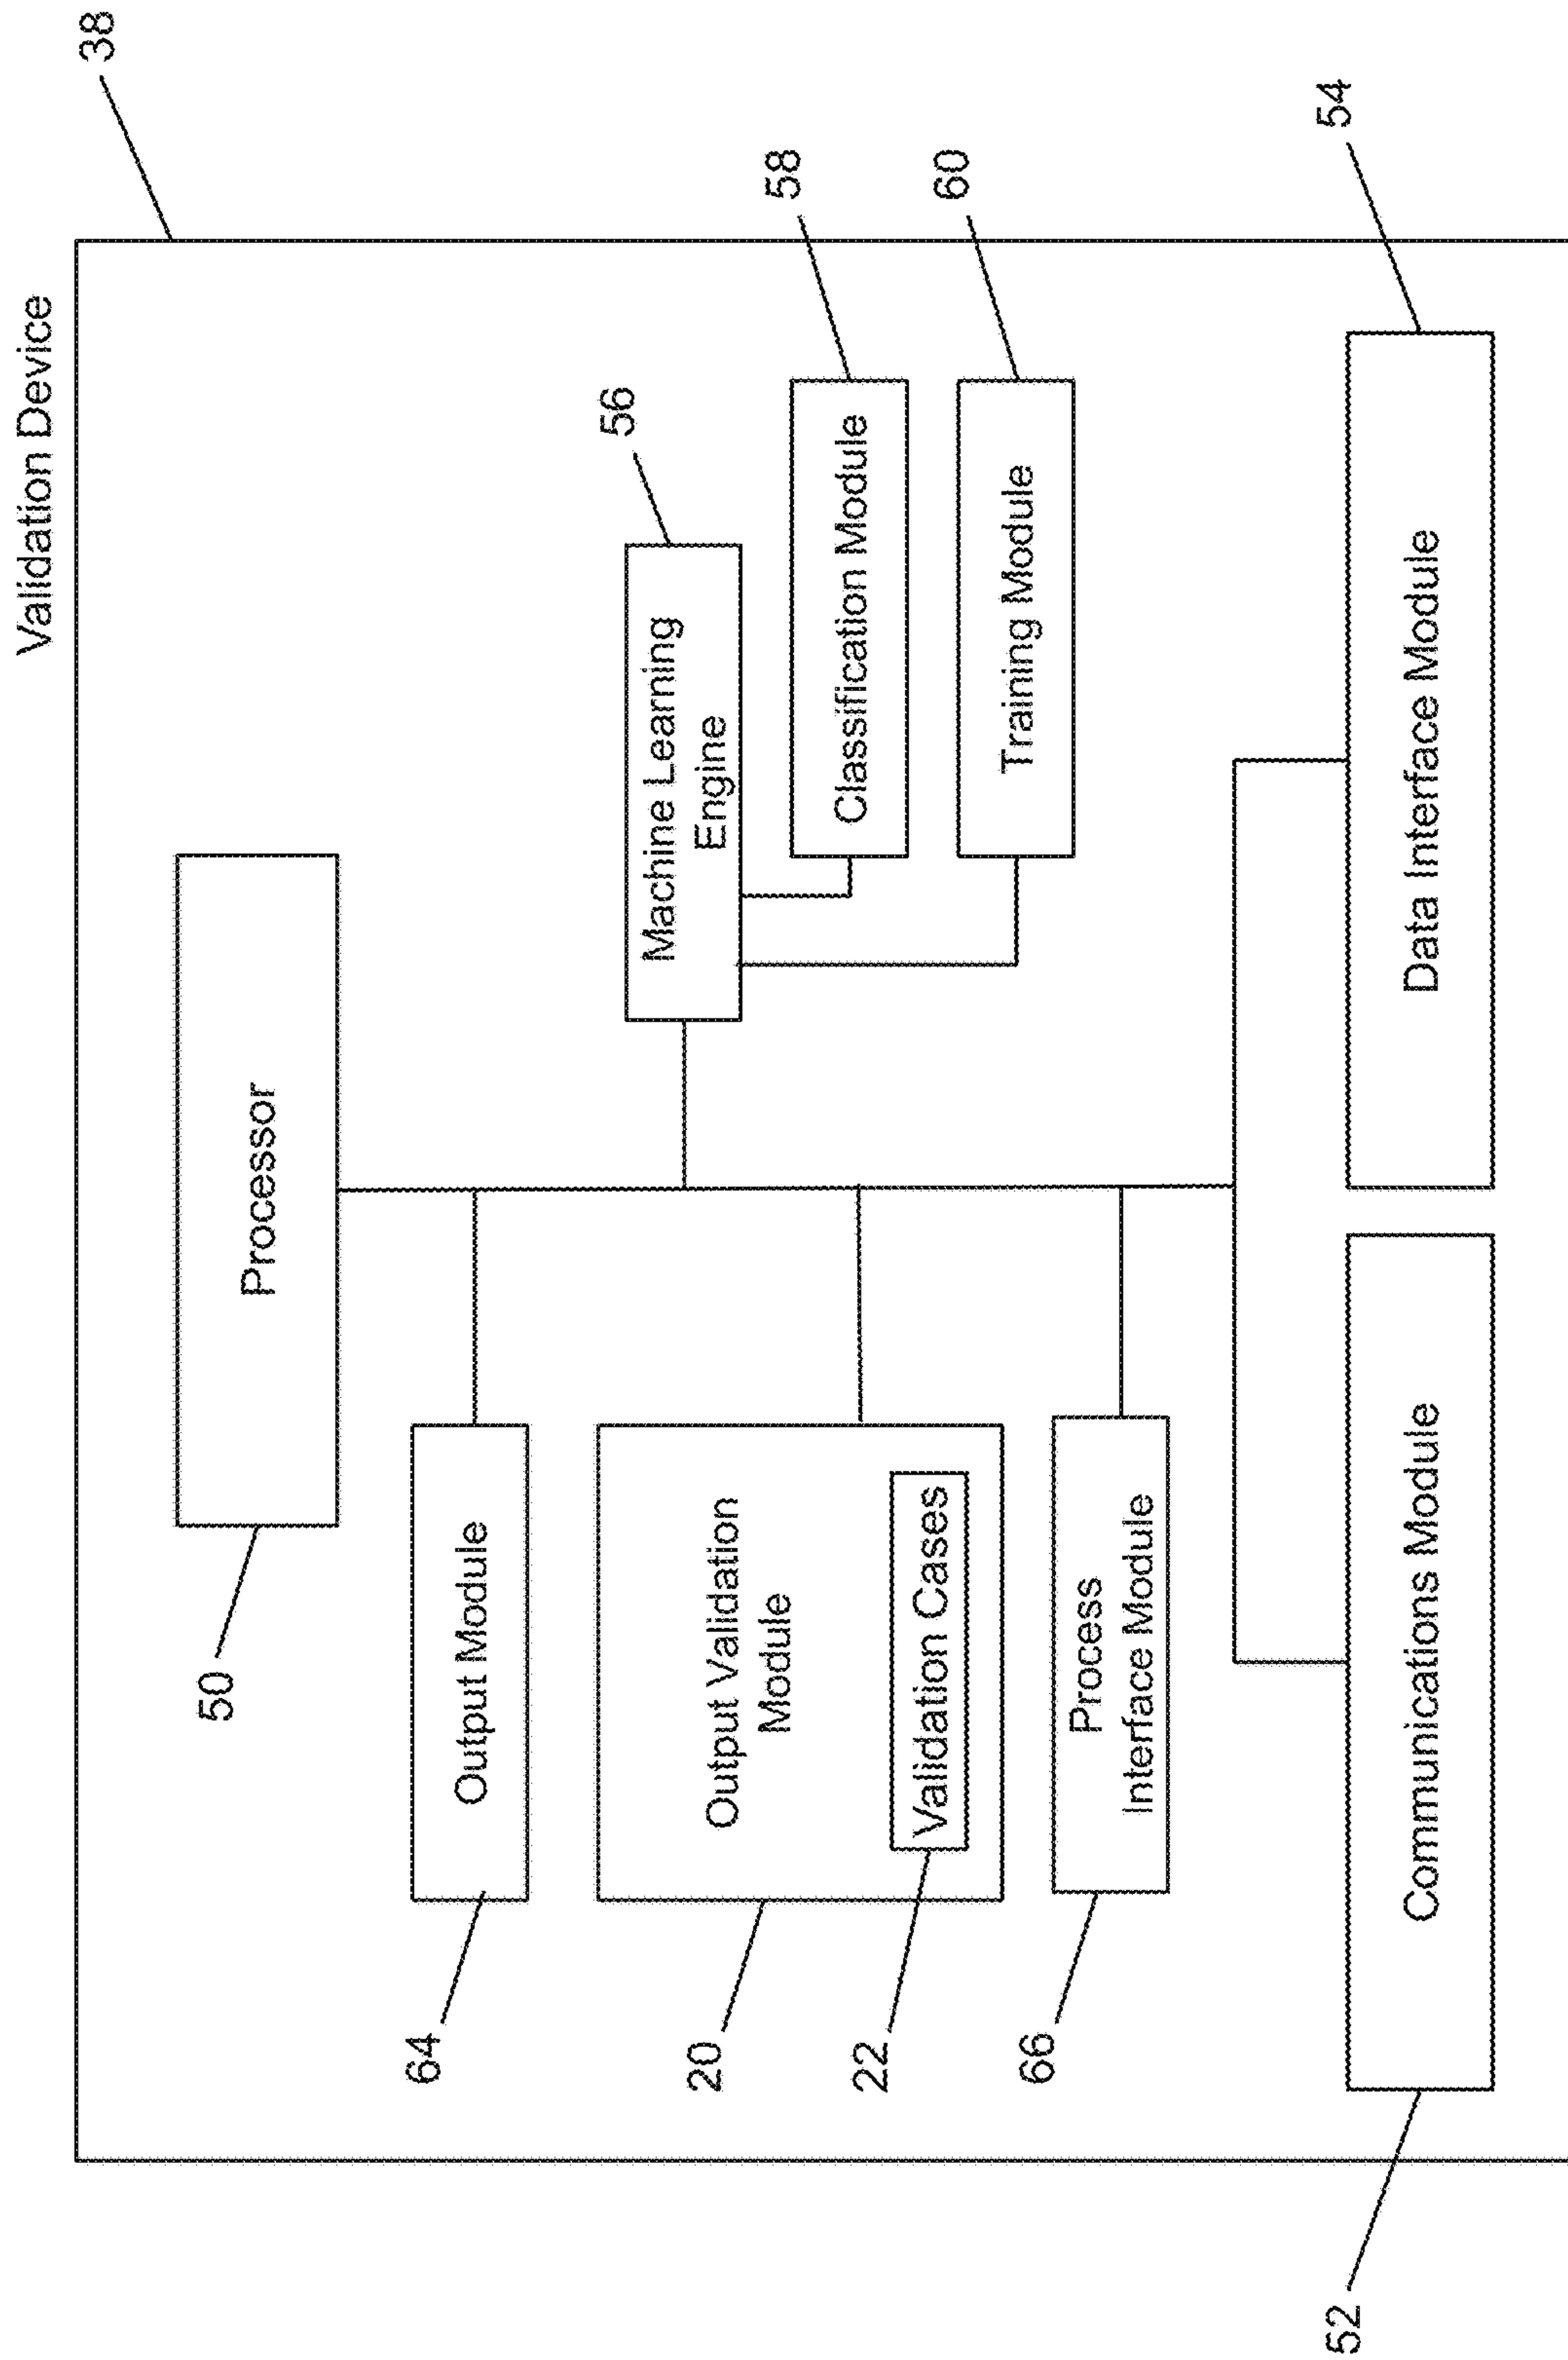 Validation Device
38
Processor
50
Output Module
64
Machine Learning
Engine
56
Output Validation
Module
20
Classification Module
58
Validation Cases
22
Training Module
60
Process
Interface Module
66
Communications Module
52
Data Interface Module
54